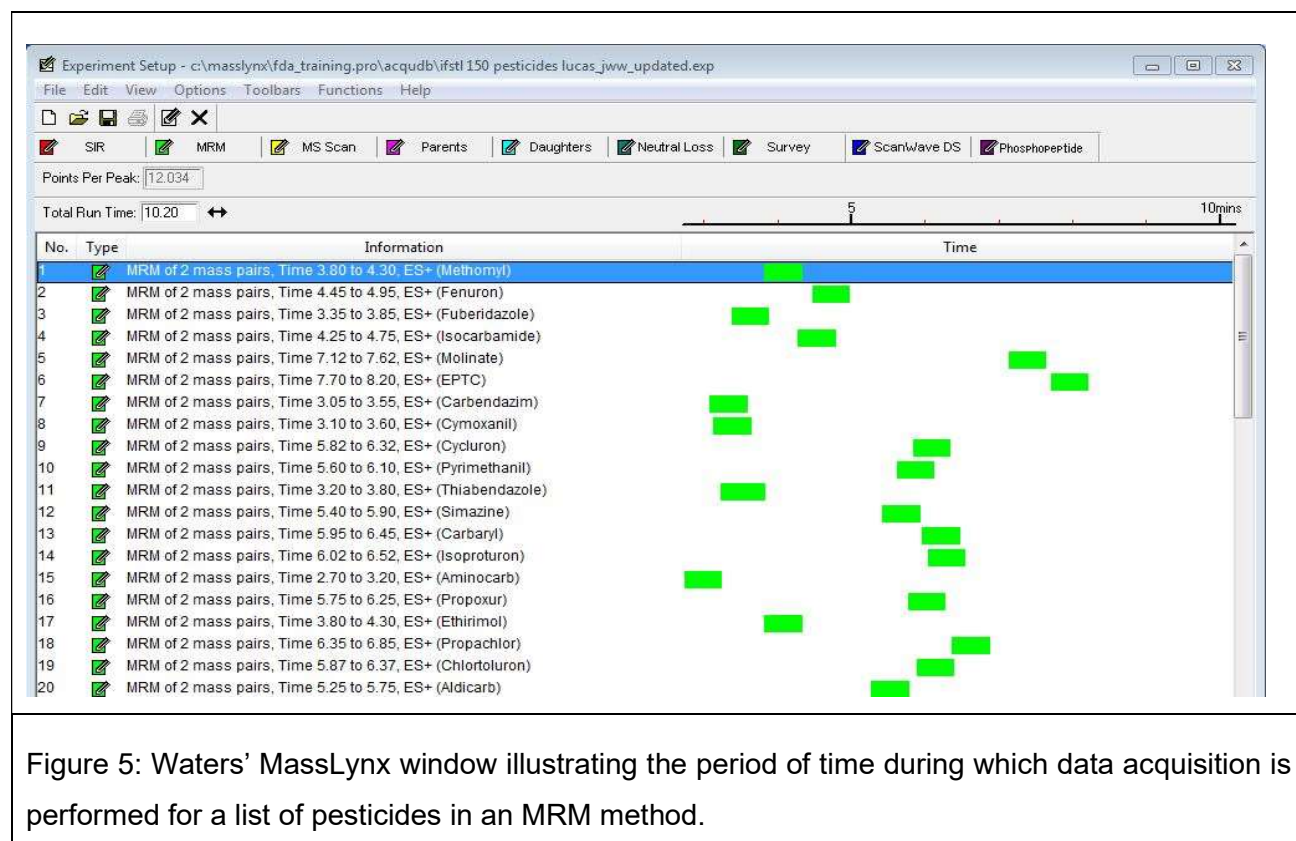 Experiment Setup - c:\masslynx\fda_training.pro\acqudb\ifstl 150 pesticides lucas_jww_updated.exp
File Edit View Options Toolbars Functions Help
SIR MRM MS Scan Parents Daughters Neutral Loss Survey ScanWave DS Phosphopeptide
Points Per Peak: 12.034
Total Run Time: 10.20 5 10mins
No. Type Information Time
1 MRM of 2 mass pairs, Time 3.80 to 4.30, ES+ (Methomyl)
2 MRM of 2 mass pairs, Time 4.45 to 4.95, ES+ (Fenuron)
3 MRM of 2 mass pairs, Time 3.35 to 3.85, ES+ (Fuberidazole)
4 MRM of 2 mass pairs, Time 4.25 to 4.75, ES+ (Isocarbamide)
5 MRM of 2 mass pairs, Time 7.12 to 7.62, ES+ (Molinate)
6 MRM of 2 mass pairs, Time 7.70 to 8.20, ES+ (EPTC)
7 MRM of 2 mass pairs, Time 3.05 to 3.55, ES+ (Carbendazim)
8 MRM of 2 mass pairs, Time 3.10 to 3.60, ES+ (Cymoxanil)
9 MRM of 2 mass pairs, Time 5.82 to 6.32, ES+ (Cycluron)
10 MRM of 2 mass pairs, Time 5.60 to 6.10, ES+ (Pyrimethanil)
11 MRM of 2 mass pairs, Time 3.20 to 3.80, ES+ (Thiabendazole)
12 MRM of 2 mass pairs, Time 5.40 to 5.90, ES+ (Simazine)
13 MRM of 2 mass pairs, Time 5.95 to 6.45, ES+ (Carbaryl)
14 MRM of 2 mass pairs, Time 6.02 to 6.52, ES+ (Isoproturon)
15 MRM of 2 mass pairs, Time 2.70 to 3.20, ES+ (Aminocarb)
16 MRM of 2 mass pairs, Time 5.75 to 6.25, ES+ (Propoxur)
17 MRM of 2 mass pairs, Time 3.80 to 4.30, ES+ (Ethirimol)
18 MRM of 2 mass pairs, Time 6.35 to 6.85, ES+ (Propachlor)
19 MRM of 2 mass pairs, Time 5.87 to 6.37, ES+ (Chlortoluron)
20 MRM of 2 mass pairs, Time 5.25 to 5.75, ES+ (Aldicarb)
Figure 5: Waters’ MassLynx window illustrating the period of time during which data acquisition is
performed for a list of pesticides in an MRM method.